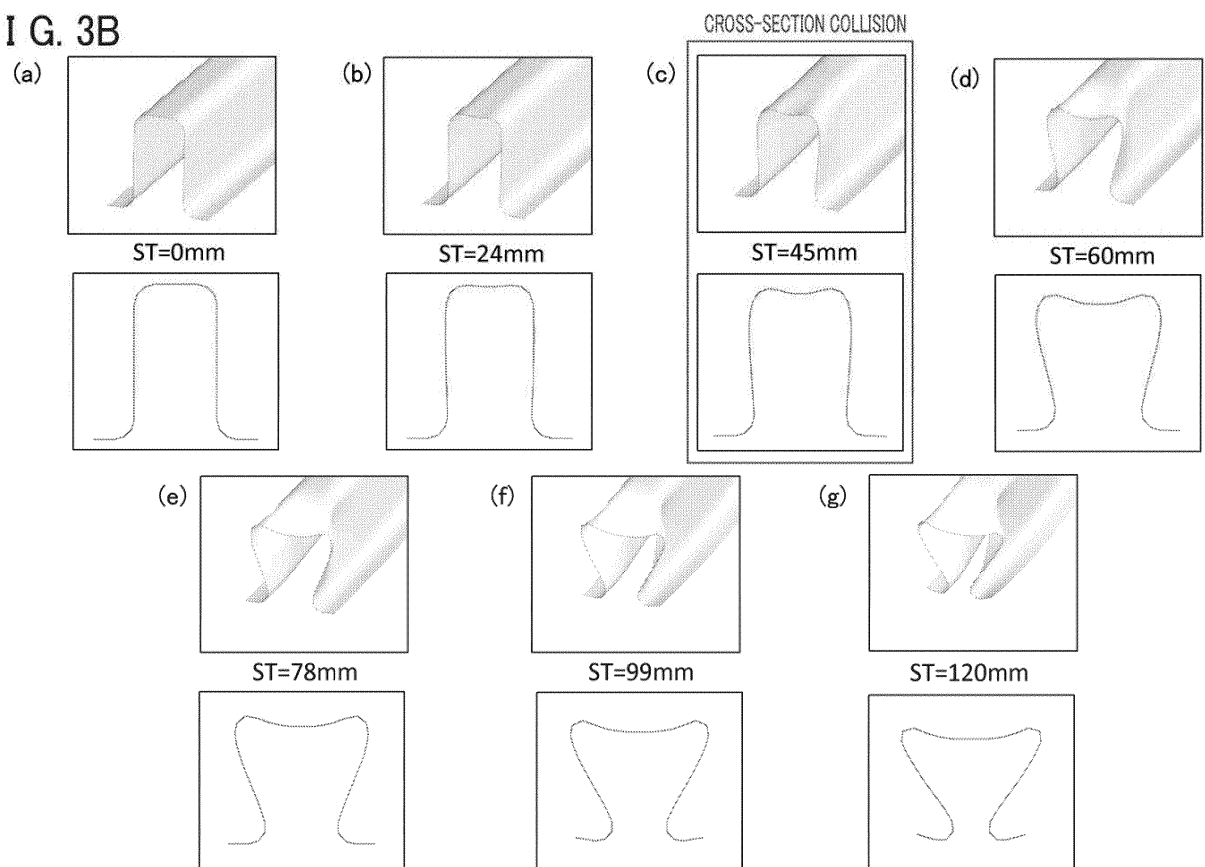 I G. 3B
CROSS-SECTION COLLISION
(a)
(b)
(c)
(d)
ST=0mm
ST=24mm
ST=45mm
ST=60mm
(e)
(f)
(g)
ST=78mm
ST=99mm
ST=120mm